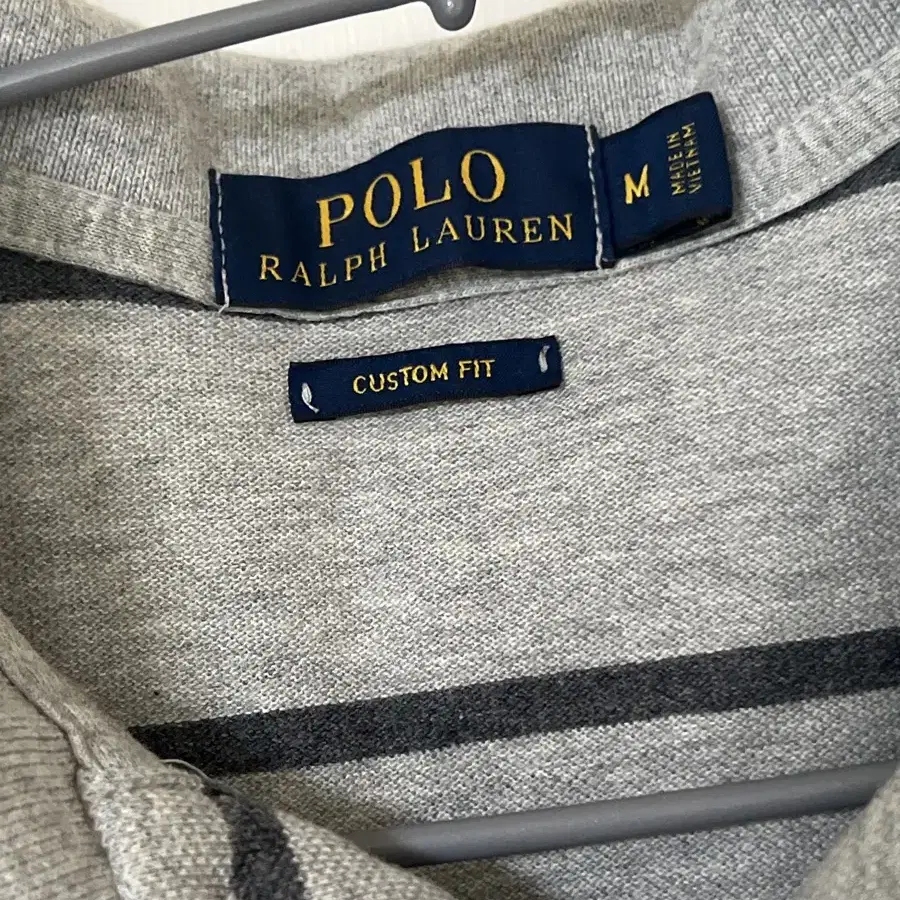 POLO
RALPH LAUREN
M
MADE IN
VIETNAM
CUSTOM FIT